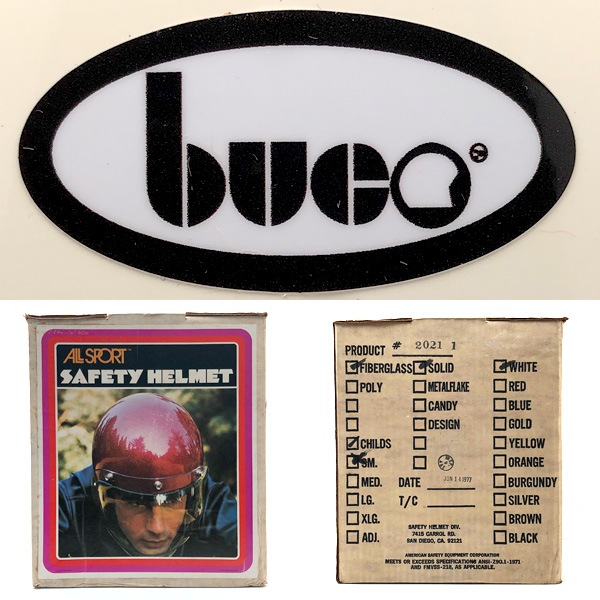 buco®
ALL SPORT™
SAFETY HELMET
PRODUCT # 2021 1
FIBERGLASS SOLID WHITE
POLY METALFLAKE RED
CANDY BLUE
DESIGN GOLD
CHILDS YELLOW
SM. ORANGE
MED. DATE JUN 14 1977 BURGUNDY
LG. T/C SILVER
XLG. BROWN
ADJ. BLACK
SAFETY HELMET DIV.
7415 CARROL RD.
SAN DIEGO, CA. 92121
AMERICAN SAFETY EQUIPMENT CORPORATION
MEETS OR EXCEEDS SPECIFICATIONS ANSI-Z90.1-1971
AND FMVSS-218, AS APPLICABLE.